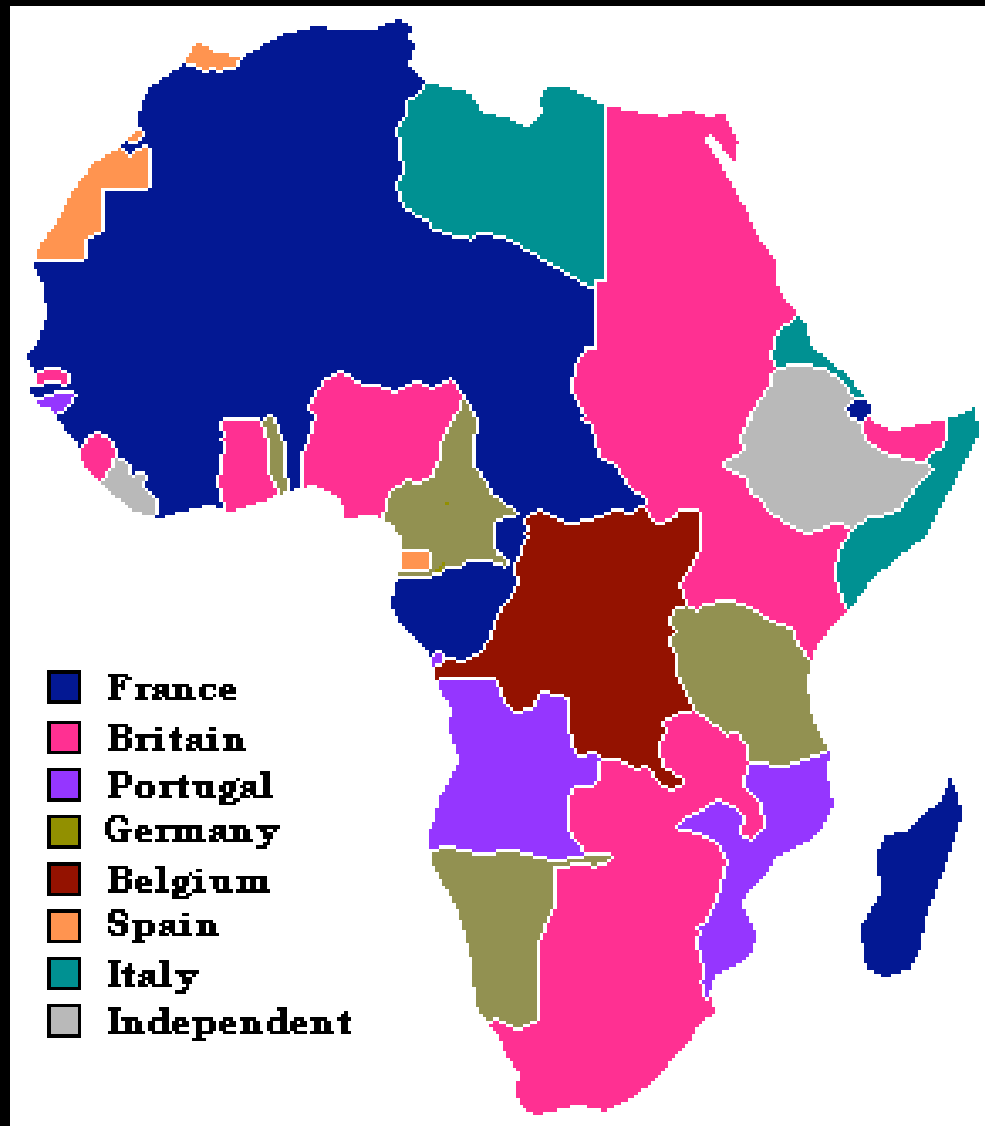 France
Britain
Portugal
Germany
Belgium
Spain
Italy
Independent